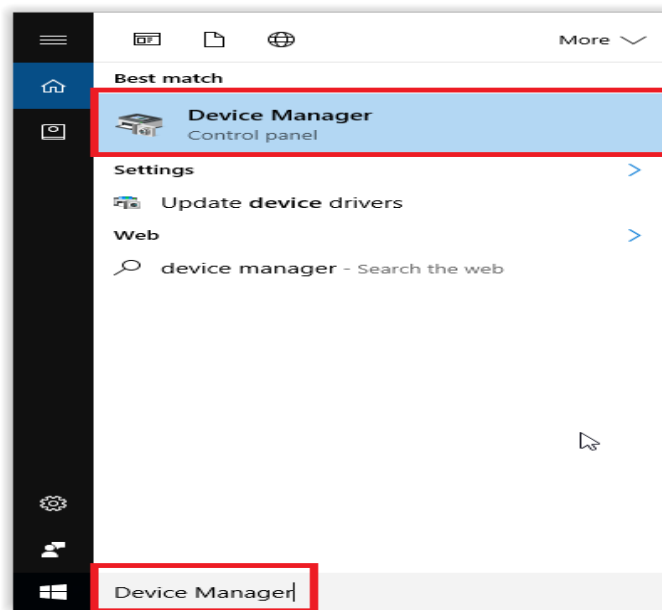 More
Best match
Device Manager
Control panel
Settings
Update device drivers
Web
device manager - Search the web
Device Manager